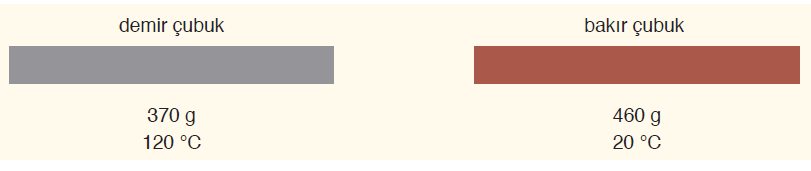 demir çubuk
bakır çubuk
370 g
120 °C
460 g
20 °C